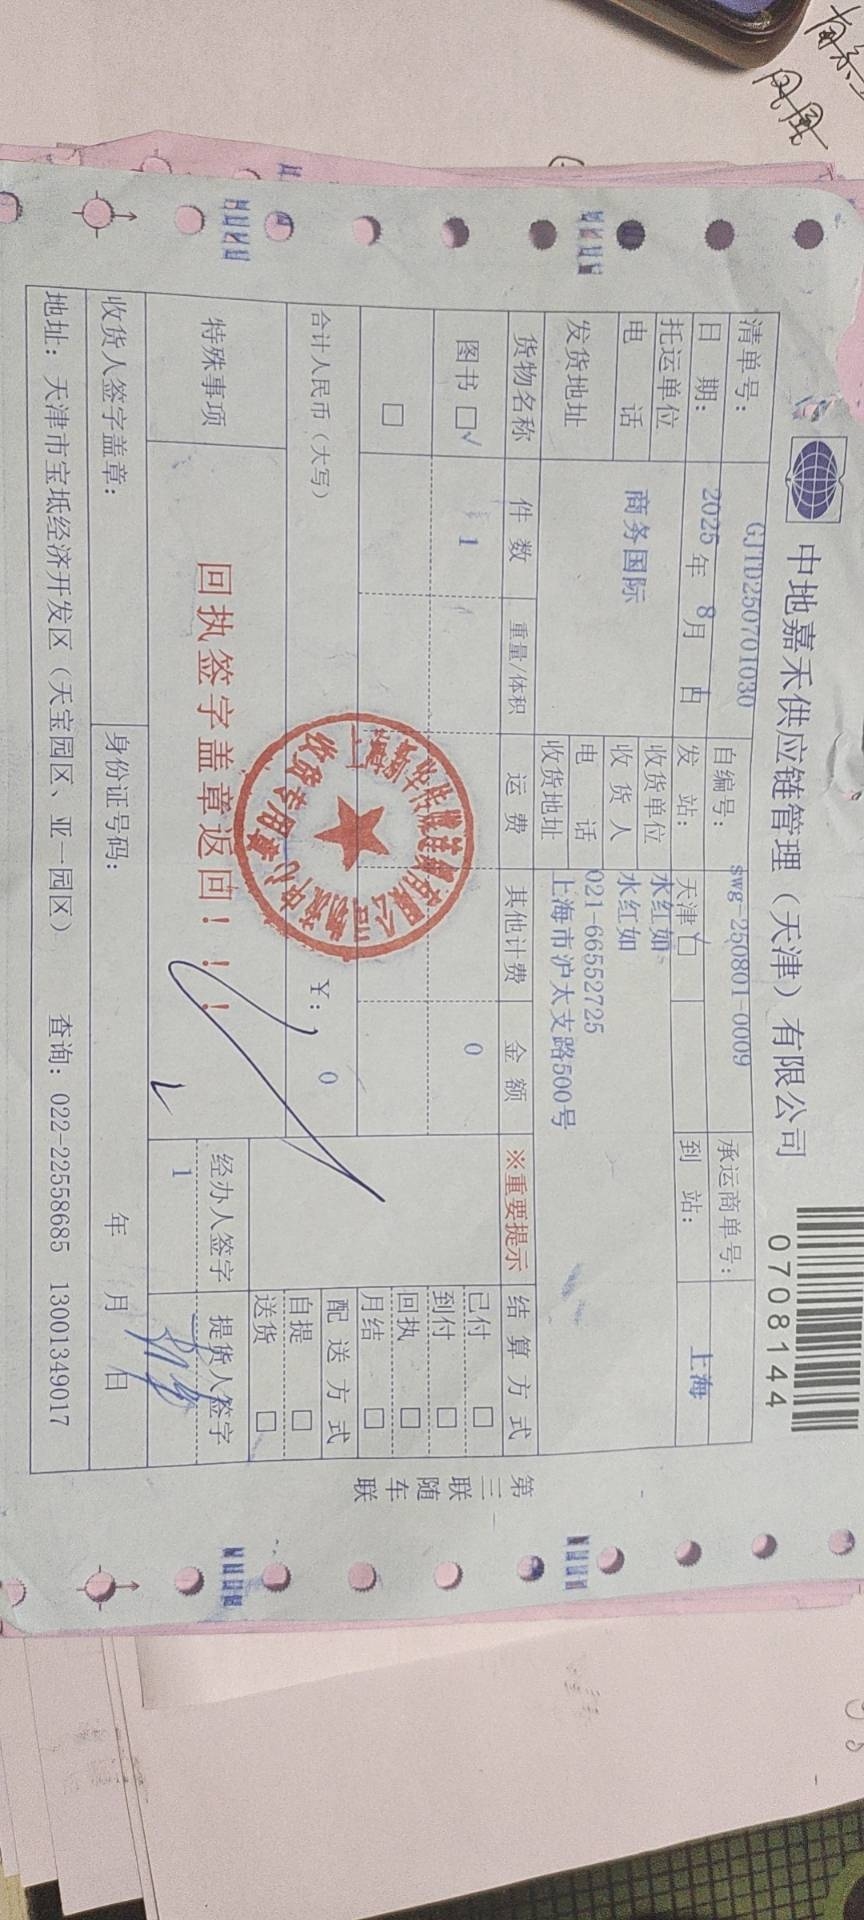 中地嘉禾供应链管理（天津）有限公司
0708144
清单号： GJTD250701030 自编号： swg-250801-0009 承运商单号：
日 期： 2025 年 8 月 日 发 站： 天津 到 站： 上海
托运单位 收货单位 水红如
电 话 商务国际 收 货 人 水红如
发货地址 电 话 021-66552725
收货地址 上海市沪太支路500号
货物名称 件 数 重量/体积 运 费 其他计费 金 额 ※重要提示 结 算 方 式
图书 □√ 1 0 已付 □
到付 □
□ 回执 □
月结 □
合计人民币（大写） ￥： 0 配 送 方 式
自提 □
送货 □
特殊事项 回执签字盖章返回！！！ 经办人签字 提货人签字
1
收货人签字盖章： 身份证号码： 年 月 日
地址：天津市宝坻经济开发区（天宝园区、亚一园区） 查询：022-22558685 13001349017
第三联随车联